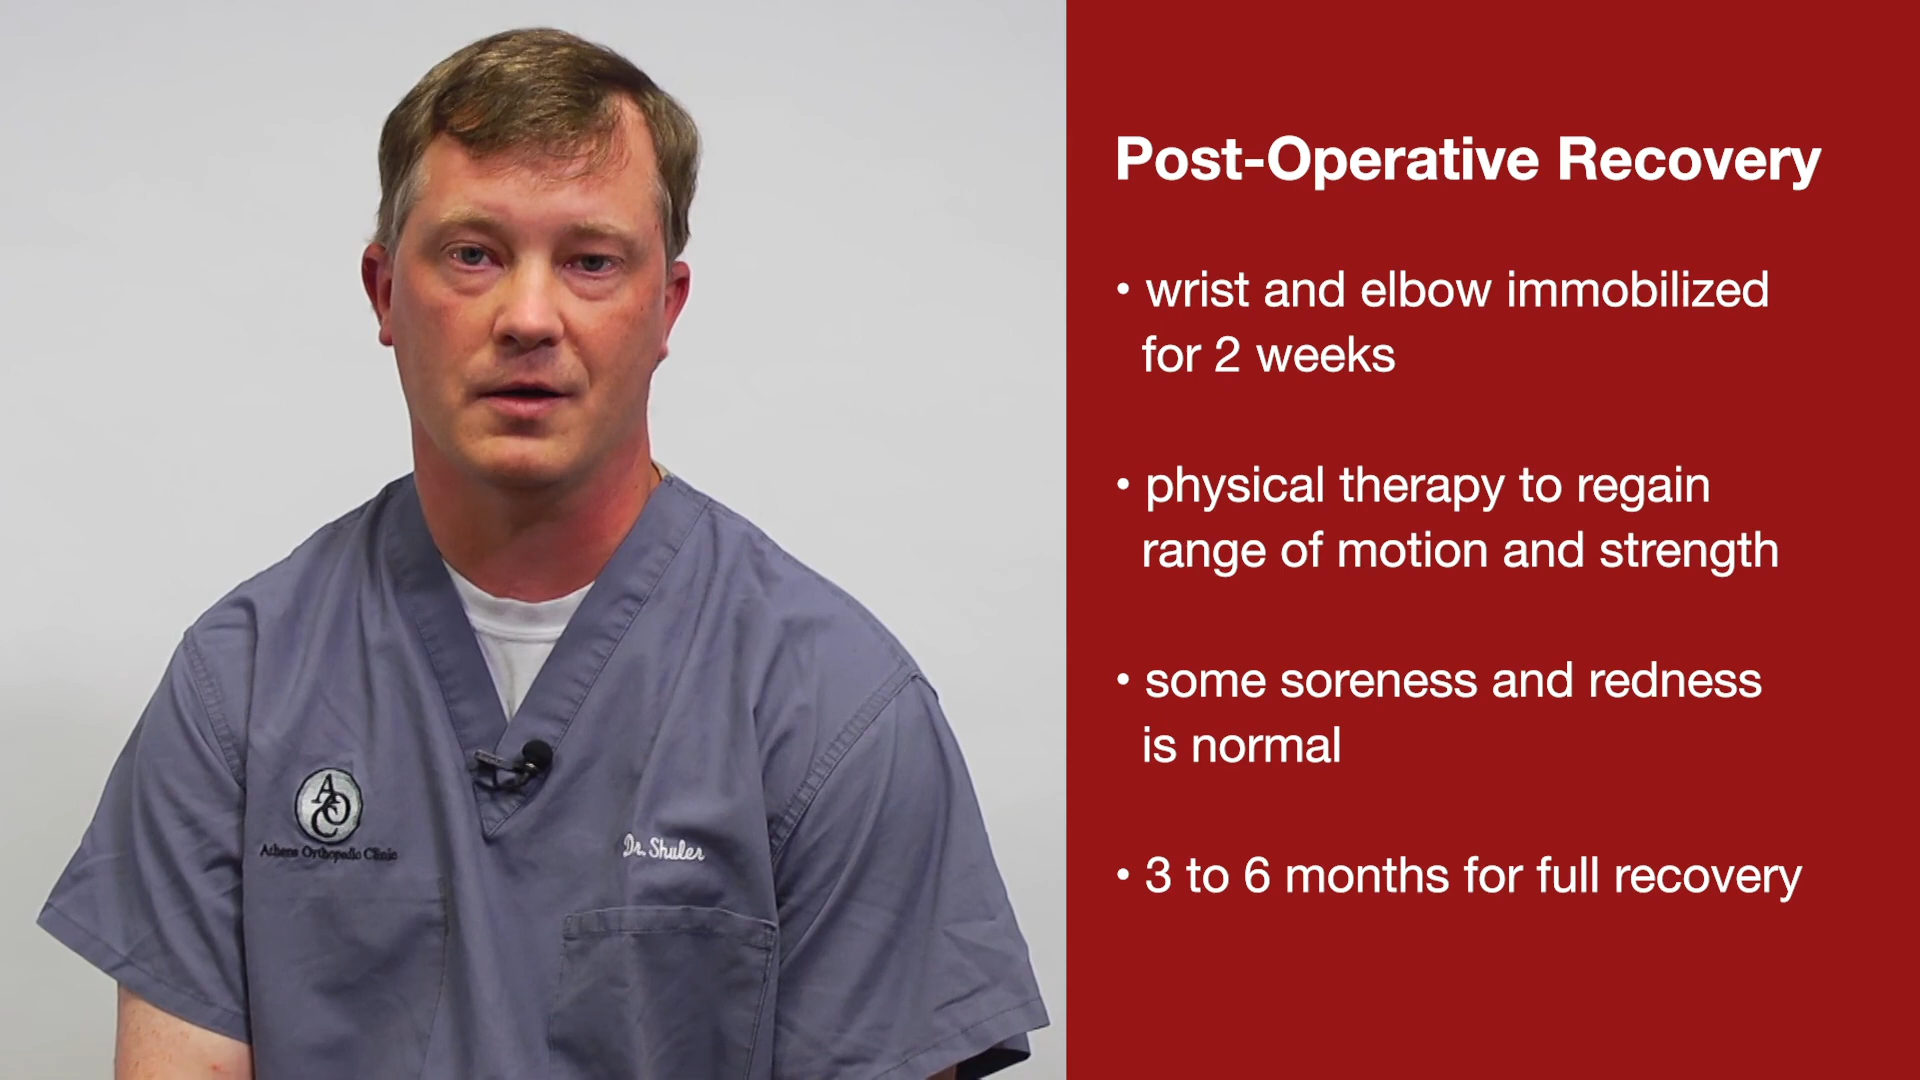 Post-Operative Recovery
• wrist and elbow immobilized
for 2 weeks
• physical therapy to regain
range of motion and strength
• some soreness and redness
is normal
• 3 to 6 months for full recovery
AOC
Athens Orthopedic Clinic
Dr. Shuler